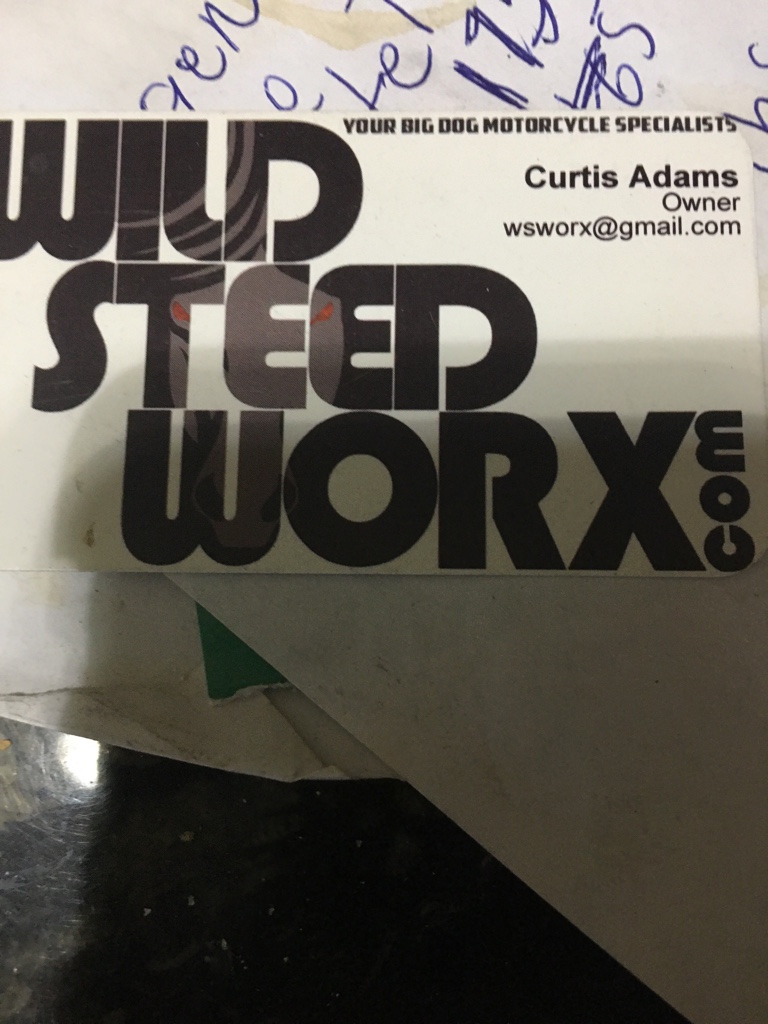 YOUR BIG DOG MOTORCYCLE SPECIALISTS
Curtis Adams
Owner
wsworx@gmail.com
WILD
STEED
WORX
COM